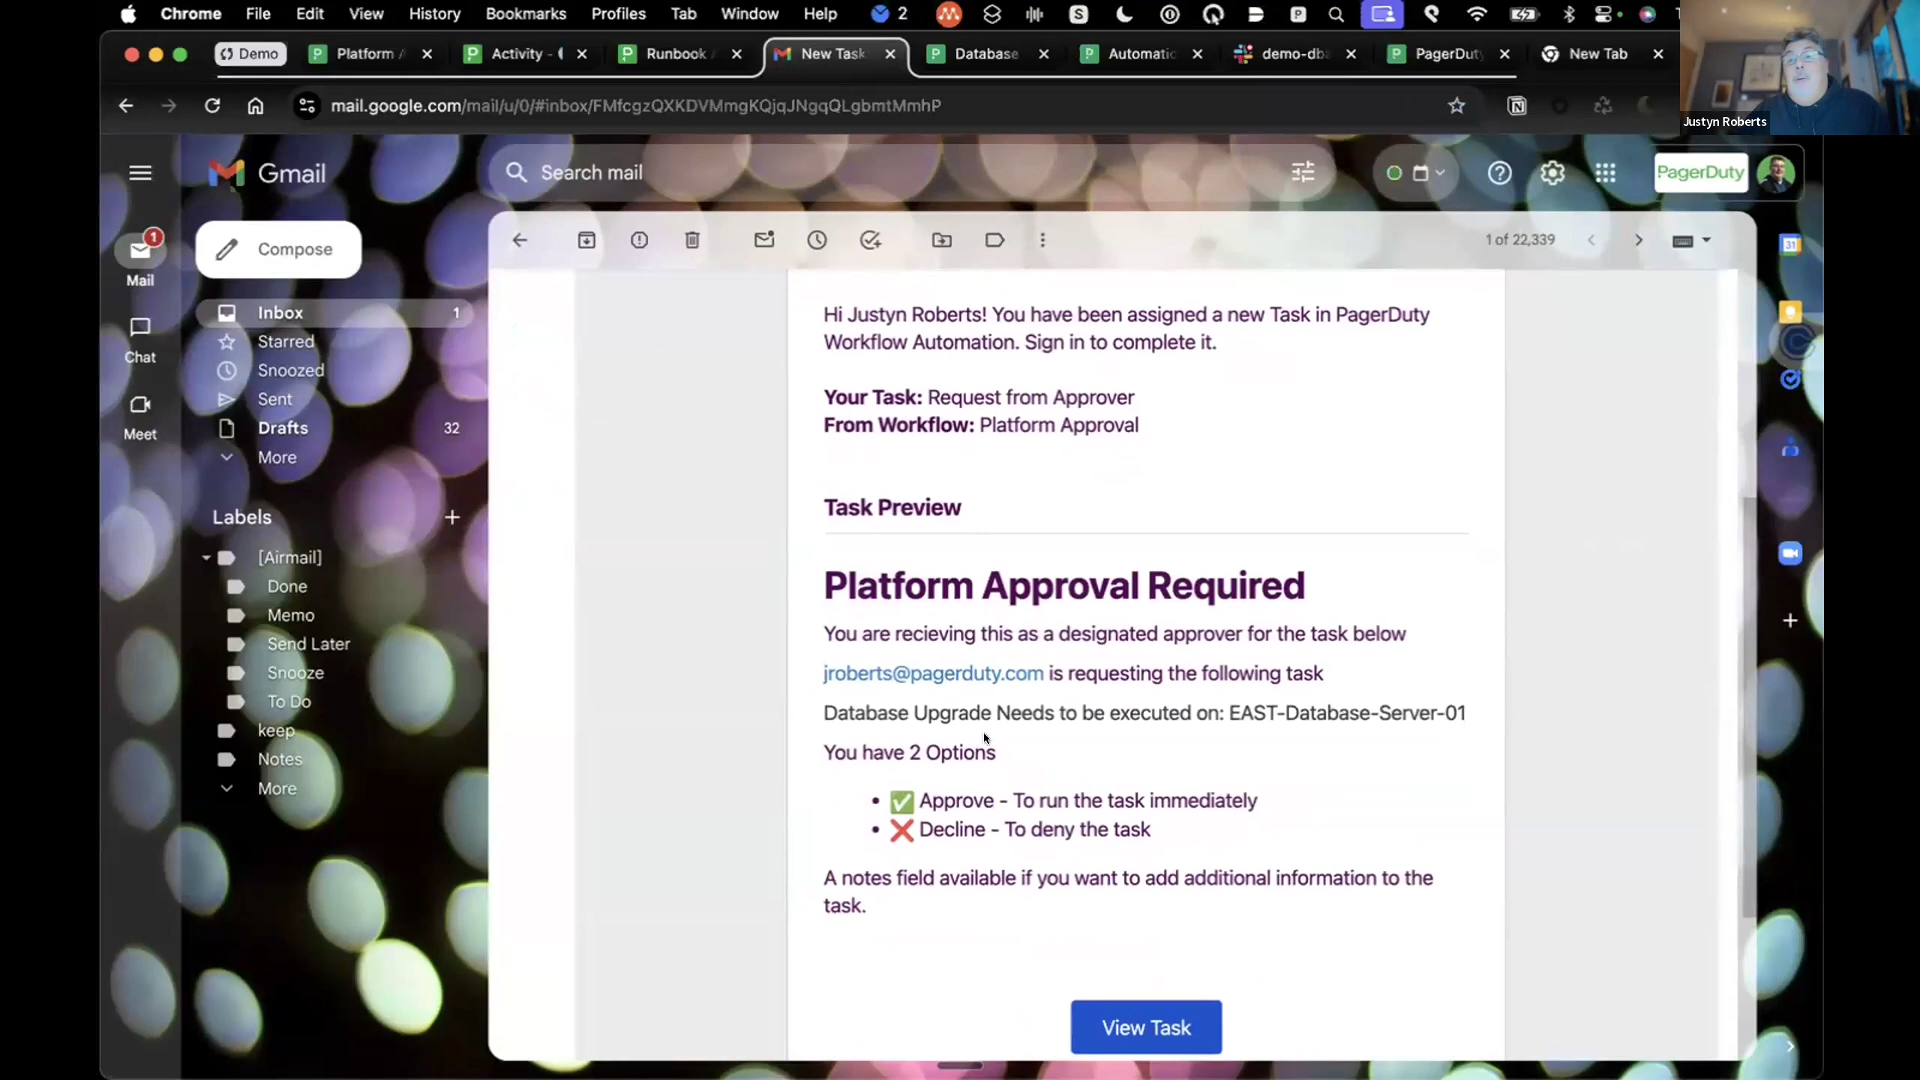 Chrome File Edit View History Bookmarks Profiles Tab Window Help 2
Demo Platform Activity - Runbook New Task Database Automatic demo-dba PagerDuty New Tab
mail.google.com/mail/u/0/#inbox/FMfcgzQXKDVMmgKQjqJNgqQLgbmtMmhP
Justyn Roberts
Gmail
Search mail
PagerDuty
1
Mail
Chat
Meet
Compose
Inbox 1
Starred
Snoozed
Sent
Drafts 32
More
Labels
[Airmail]
Done
Memo
Send Later
Snooze
To Do
keep
Notes
More
1 of 22,339
Hi Justyn Roberts! You have been assigned a new Task in PagerDuty
Workflow Automation. Sign in to complete it.
Your Task: Request from Approver
From Workflow: Platform Approval
Task Preview
Platform Approval Required
You are recieving this as a designated approver for the task below
jroberts@pagerduty.com is requesting the following task
Database Upgrade Needs to be executed on: EAST-Database-Server-01
You have 2 Options
• ✅ Approve - To run the task immediately
• ❌ Decline - To deny the task
A notes field available if you want to add additional information to the
task.
View Task
31